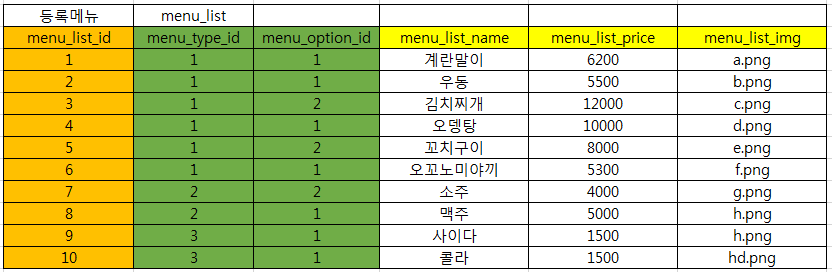 등록메뉴 menu_list
menu_list_id menu_type_id menu_option_id menu_list_name menu_list_price menu_list_img
1 1 1 계란말이 6200 a.png
2 1 1 우동 5500 b.png
3 1 2 김치찌개 12000 c.png
4 1 1 오뎅탕 10000 d.png
5 1 2 꼬치구이 8000 e.png
6 1 1 오꼬노미야끼 5300 f.png
7 2 2 소주 4000 g.png
8 2 1 맥주 5000 h.png
9 3 1 사이다 1500 h.png
10 3 1 콜라 1500 hd.png